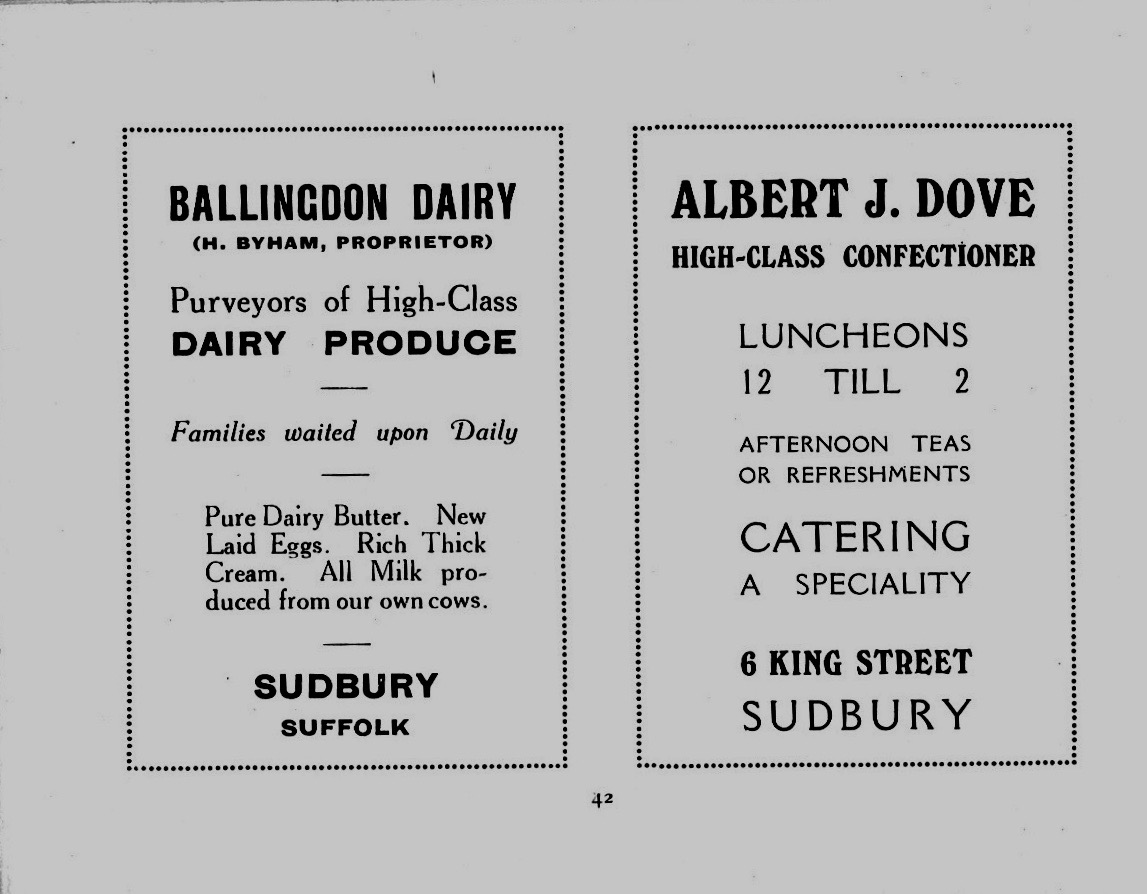 BALLINGDON DAIRY
(H. BYHAM, PROPRIETOR)
Purveyors of High-Class
DAIRY PRODUCE
Families waited upon Daily
Pure Dairy Butter. New
Laid Eggs. Rich Thick
Cream. All Milk pro-
duced from our own cows.
SUDBURY
SUFFOLK
ALBERT J. DOVE
HIGH-CLASS CONFECTIONER
LUNCHEONS
12 TILL 2
AFTERNOON TEAS
OR REFRESHMENTS
CATERING
A SPECIALITY
6 KING STREET
SUDBURY
42